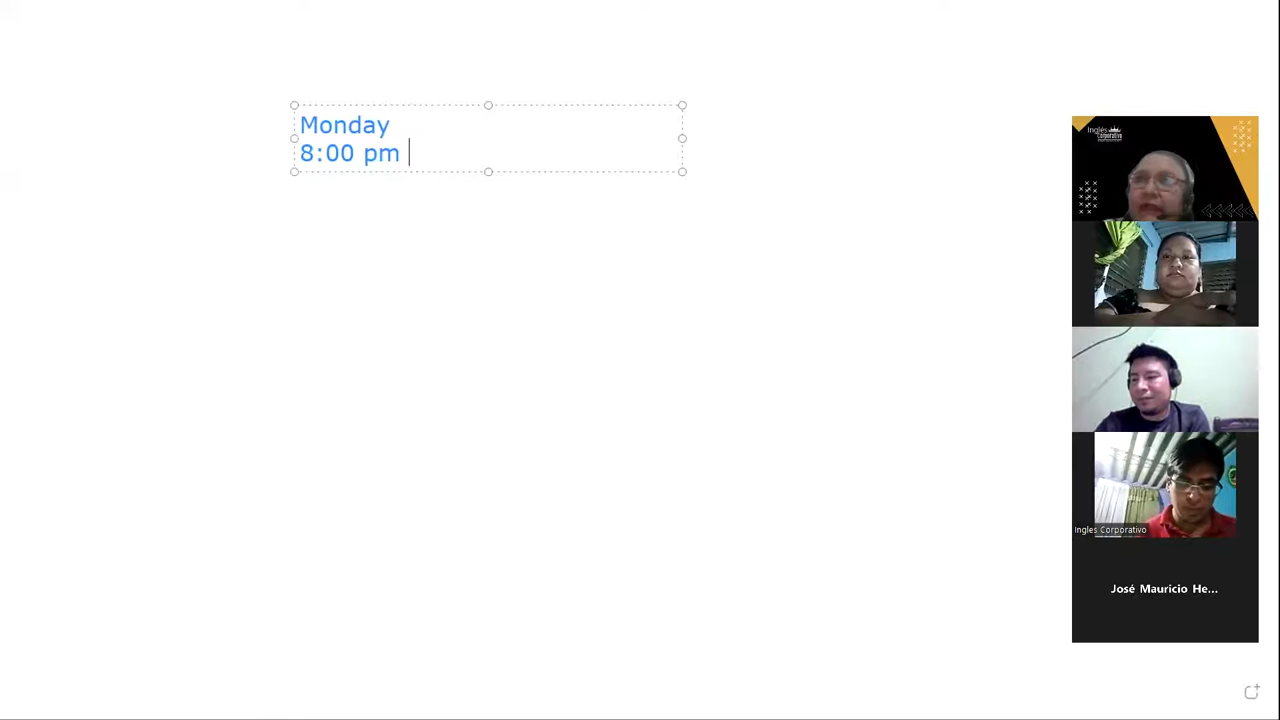 Monday
8:00 pm
Inglés
Corporativo
Ingles Corporativo
José Mauricio He...